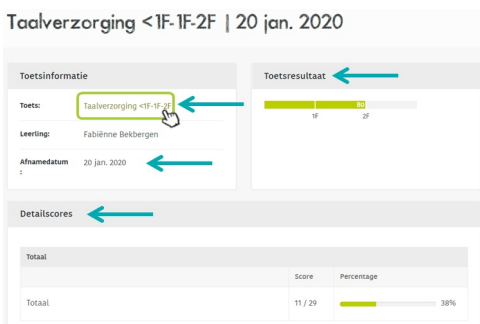 Taalverzorging <1F-1F-2F | 20 jan. 2020
Toetsinformatie
Toets: Taalverzorging <1F-1F-2F
Leerling: Fabiënne Bekbergen
Afnamedatum : 20 jan. 2020
Toetsresultaat
80
1F 2F
Detailscores
Totaal
Score Percentage
Totaal 11 / 29 38%